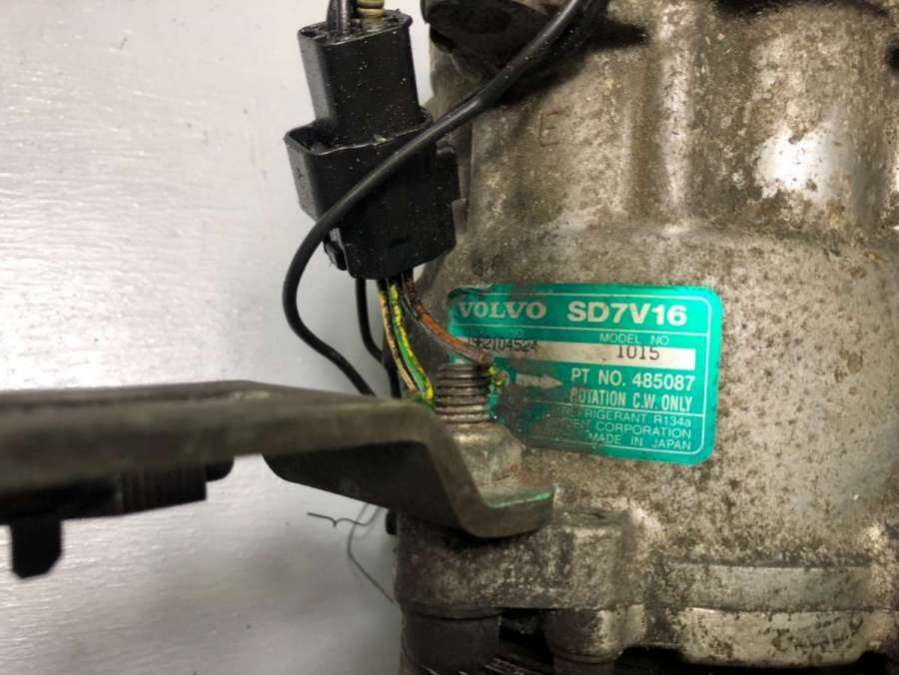 VOLVO SD7V16
MODEL NO
1015
PT NO. 485087
ROTATION C.W. ONLY
REFRIGERANT R134a
CORPORATION
MADE IN JAPAN
E